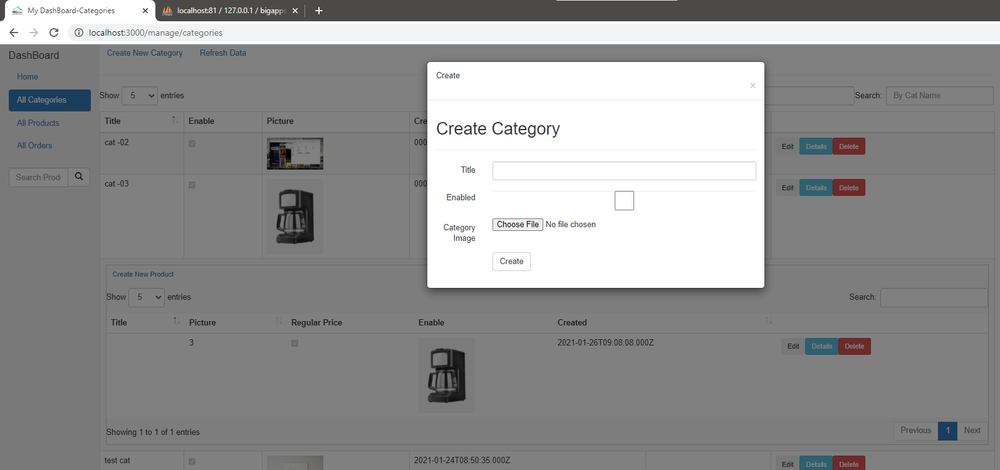 My DashBoard-Categories
localhost:81 / 127.0.0.1 / bigapps
localhost:3000/manage/categories
DashBoard
Home
All Categories
All Products
All Orders
Search Produ
Create New Category Refresh Data
Show 5 entries
Search: By Cat Name
Title Enable Picture Cre
cat -02 000 Edit Details Delete
cat -03 000 Edit Details Delete
Create
×
Create Category
Title
Enabled
Category Image Choose File No file chosen
Create
Create New Product
Show 5 entries Search:
Title Picture Regular Price Enable Created
3 2021-01-26T09:08:08.000Z Edit Details Delete
Showing 1 to 1 of 1 entries
Previous 1 Next
test cat 2021-01-24T08:50:35.000Z Edit Details Delete